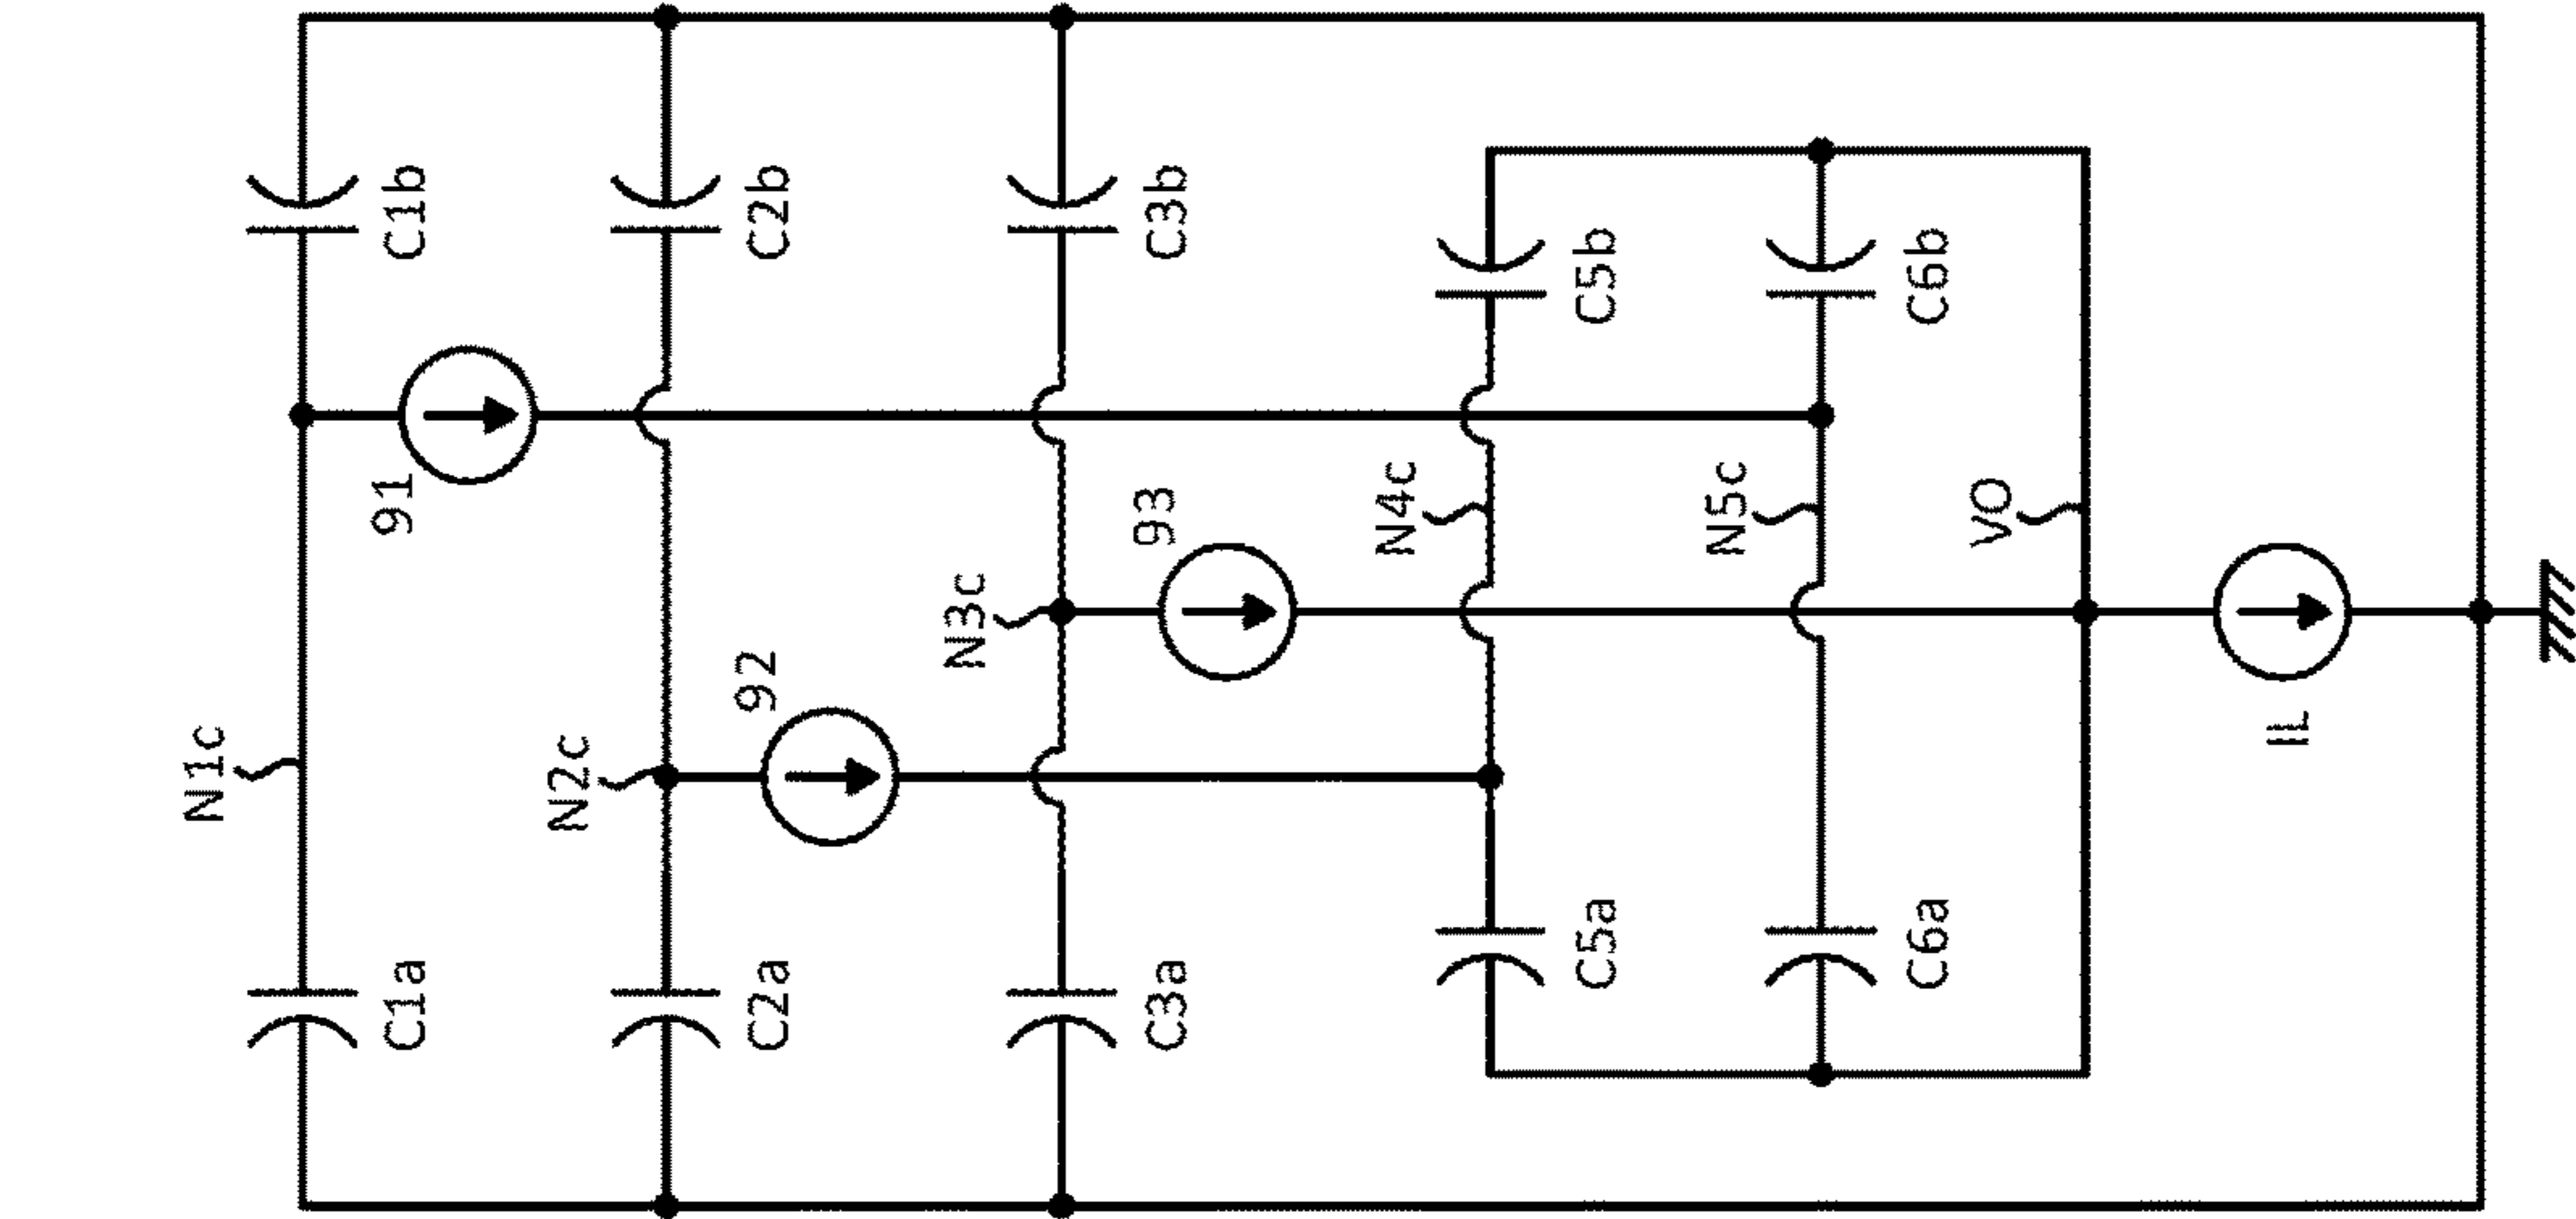 N1c
C1a
C1b
91
N2c
C2a
C2b
92
N3c
C3a
C3b
93
N4c
C5a
C5b
N5c
C6a
C6b
VO
IL